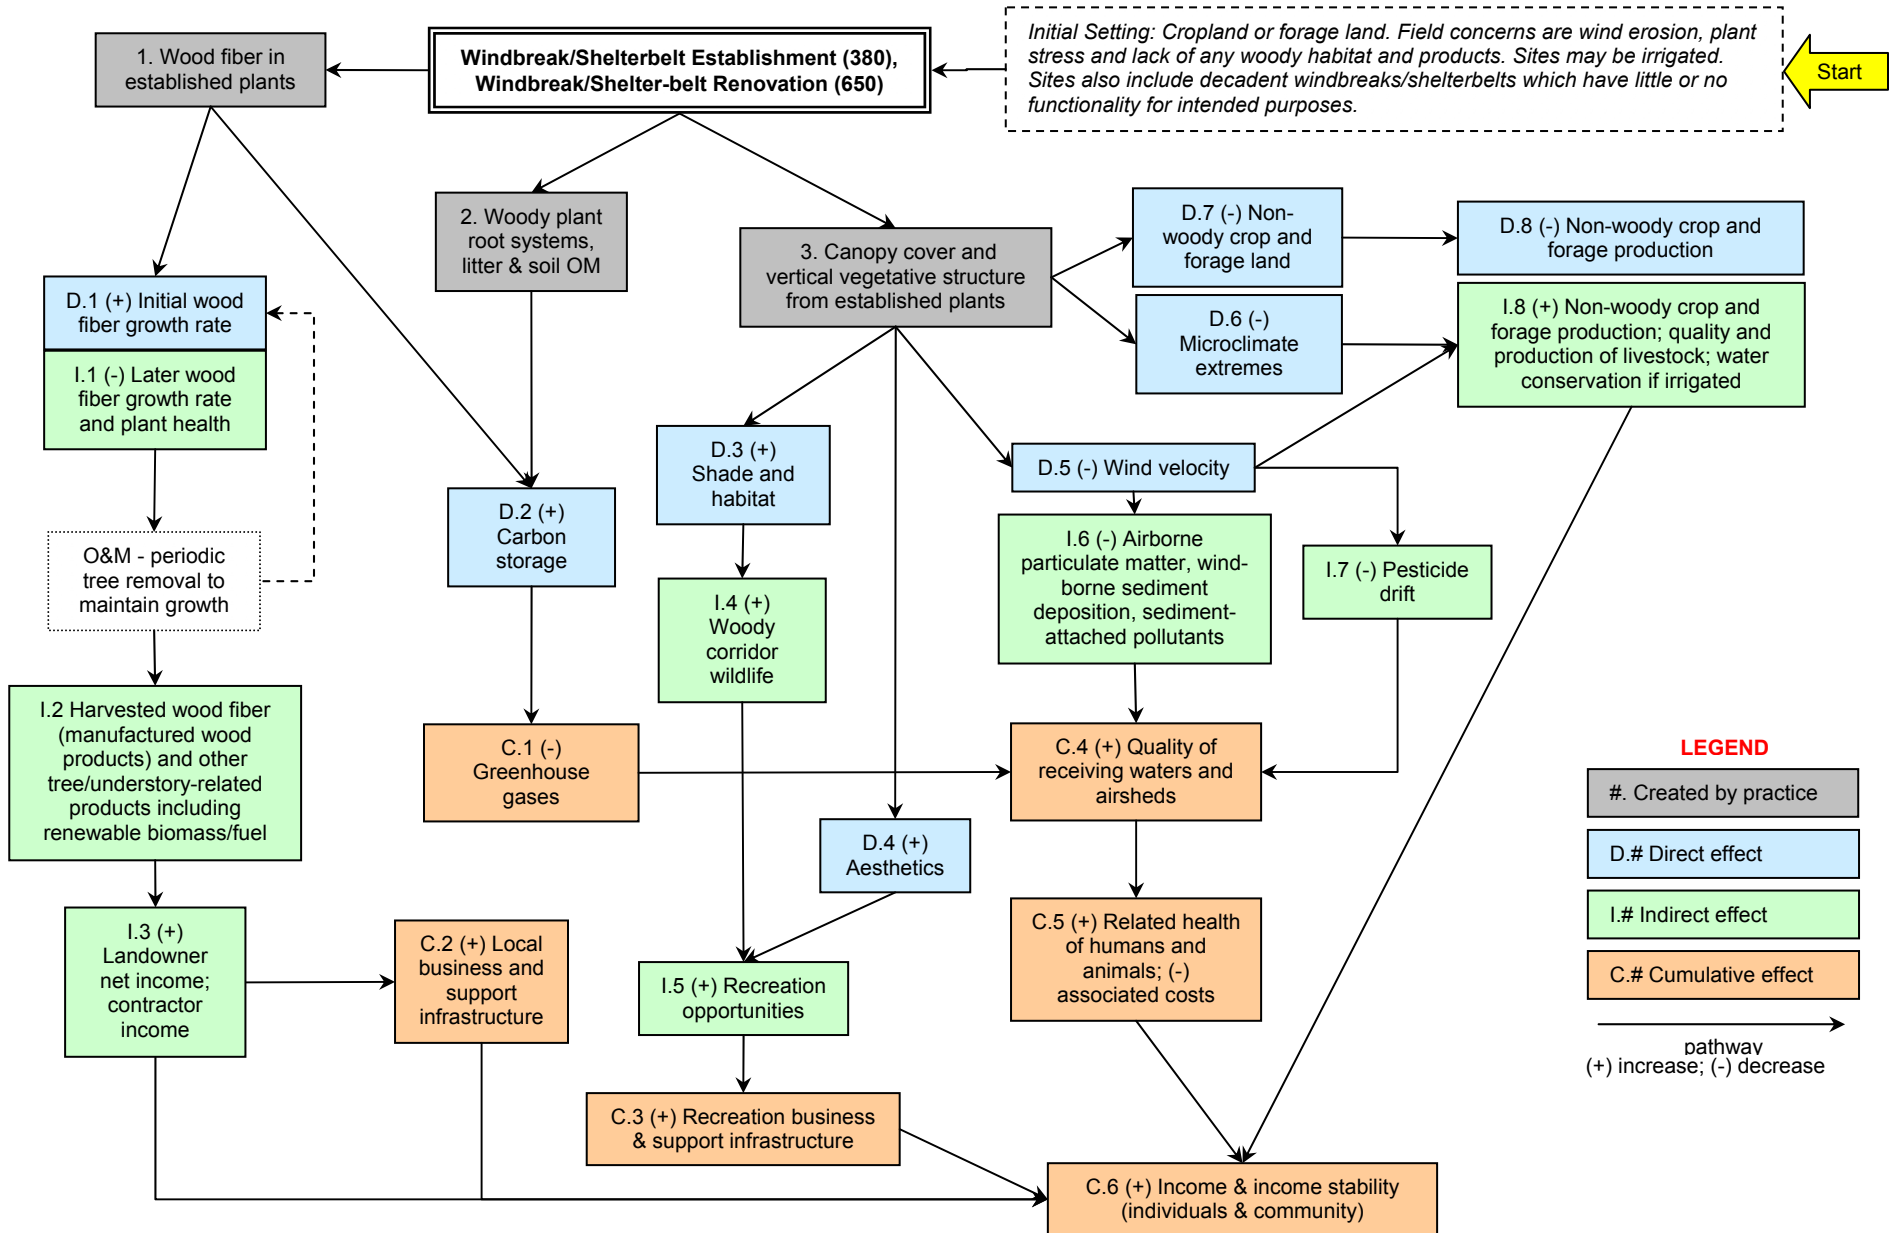 Initial Setting: Cropland or forage land. Field concerns are wind erosion, plant
stress and lack of any woody habitat and products. Sites may be irrigated.
Sites also include decadent windbreaks/shelterbelts which have little or no
functionality for intended purposes.
Start
Windbreak/Shelterbelt Establishment (380),
Windbreak/Shelter-belt Renovation (650)
1. Wood fiber in
established plants
2. Woody plant
root systems,
litter & soil OM
3. Canopy cover and
vertical vegetative structure
from established plants
D.7 (-) Non-
woody crop and
forage land
D.8 (-) Non-woody crop and
forage production
D.6 (-)
Microclimate
extremes
I.8 (+) Non-woody crop and
forage production; quality and
production of livestock; water
conservation if irrigated
D.1 (+) Initial wood
fiber growth rate
I.1 (-) Later wood
fiber growth rate
and plant health
O&M - periodic
tree removal to
maintain growth
I.2 Harvested wood fiber
(manufactured wood
products) and other
tree/understory-related
products including
renewable biomass/fuel
I.3 (+)
Landowner
net income;
contractor
income
C.2 (+) Local
business and
support
infrastructure
D.2 (+)
Carbon
storage
C.1 (-)
Greenhouse
gases
D.3 (+)
Shade and
habitat
I.4 (+)
Woody
corridor
wildlife
D.4 (+)
Aesthetics
I.5 (+) Recreation
opportunities
C.3 (+) Recreation business
& support infrastructure
D.5 (-) Wind velocity
I.6 (-) Airborne
particulate matter, wind-
borne sediment
deposition, sediment-
attached pollutants
I.7 (-) Pesticide
drift
C.4 (+) Quality of
receiving waters and
airsheds
C.5 (+) Related health
of humans and
animals; (-)
associated costs
C.6 (+) Income & income stability
(individuals & community)
LEGEND
#. Created by practice
D.# Direct effect
I.# Indirect effect
C.# Cumulative effect
pathway
(+) increase; (-) decrease